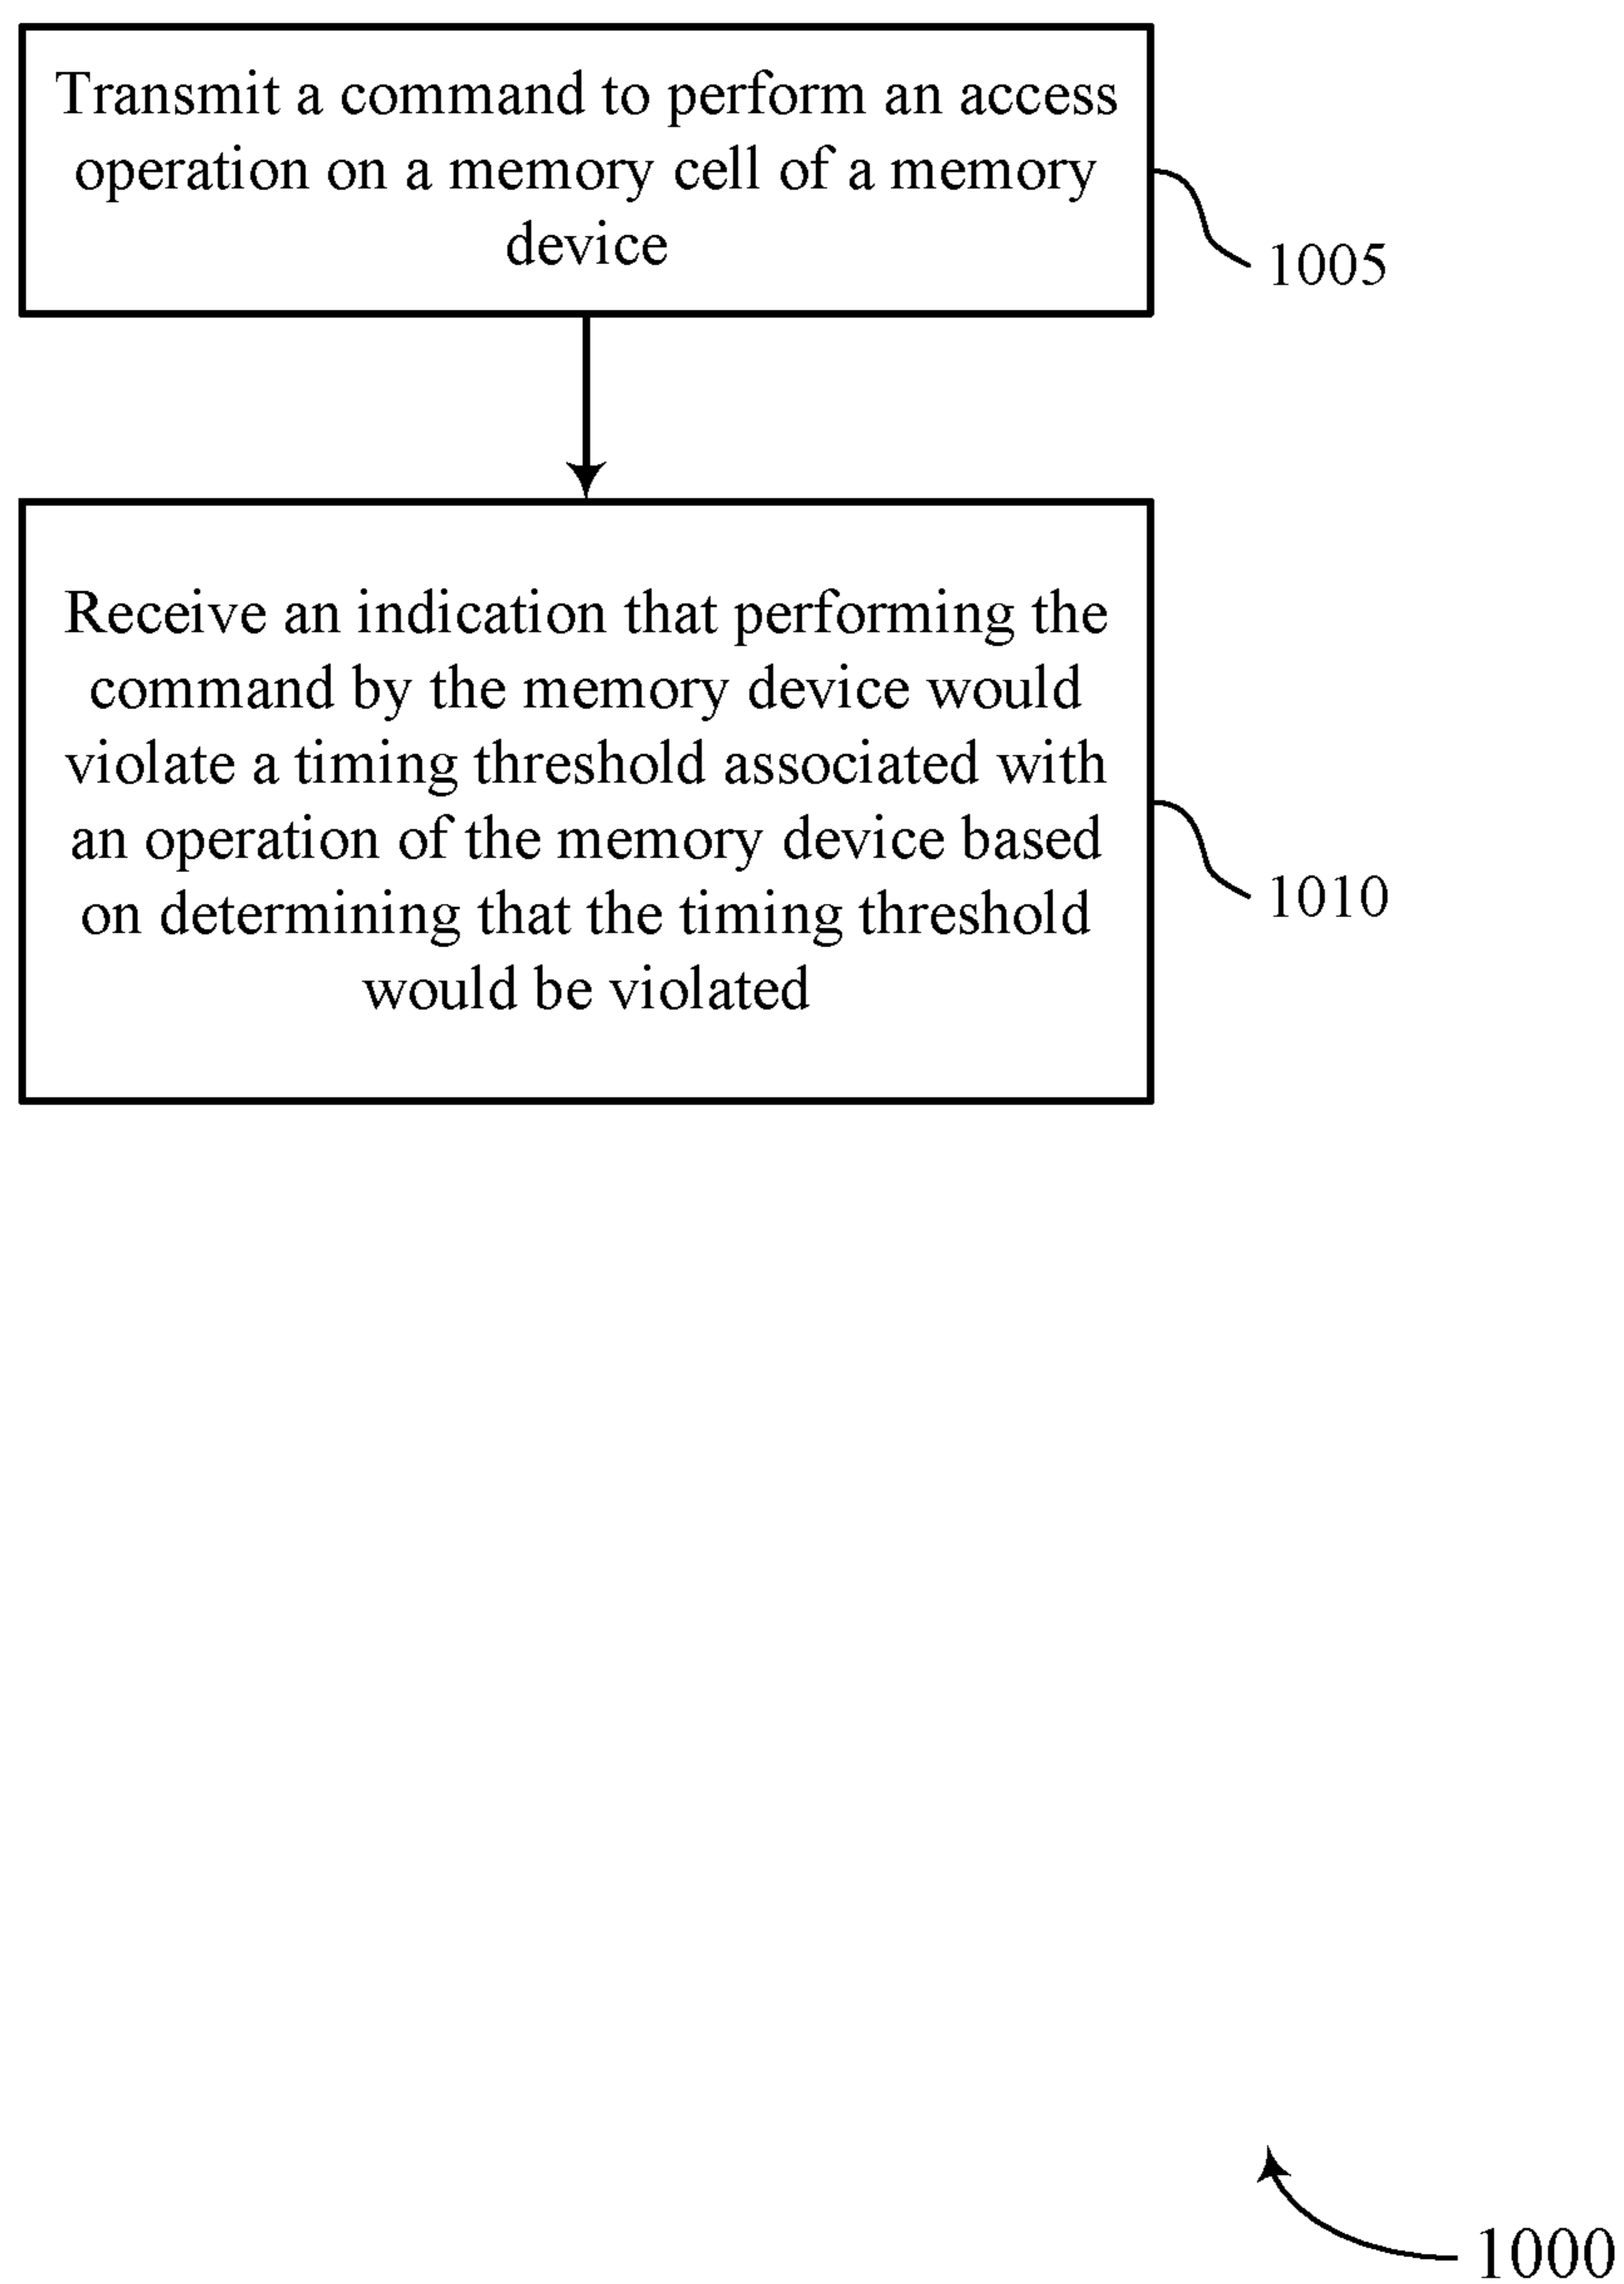 Transmit a command to perform an access
operation on a memory cell of a memory
device
1005
Receive an indication that performing the
command by the memory device would
violate a timing threshold associated with
an operation of the memory device based
on determining that the timing threshold
would be violated
1010
1000